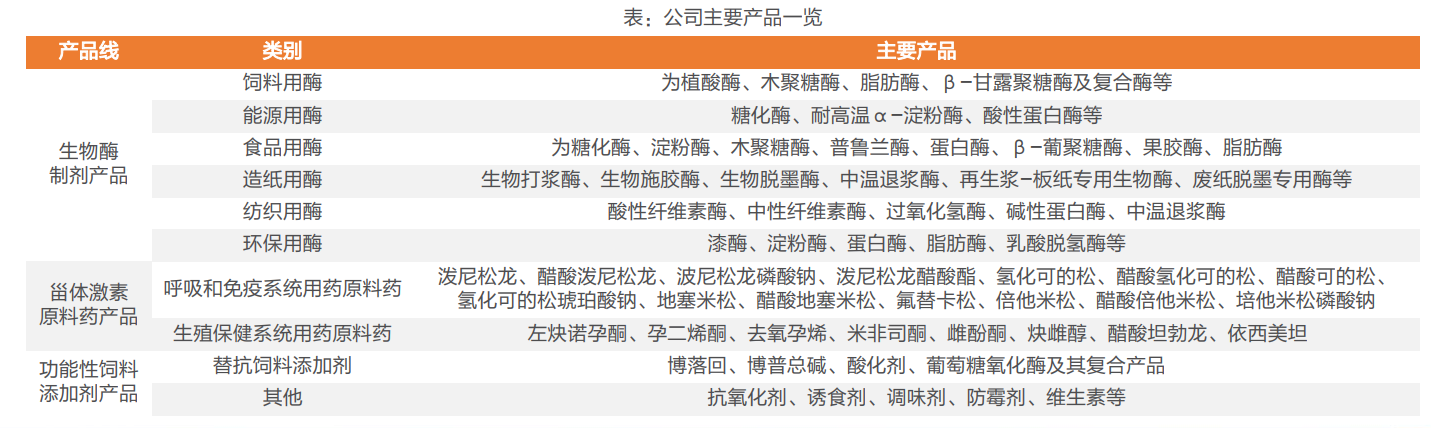 表：公司主要产品一览
产品线 类别 主要产品
生物酶
制剂产品
饲料用酶 为植酸酶、木聚糖酶、脂肪酶、β-甘露聚糖酶及复合酶等
能源用酶 糖化酶、耐高温α-淀粉酶、酸性蛋白酶等
食品用酶 为糖化酶、淀粉酶、木聚糖酶、普鲁兰酶、蛋白酶、β-葡聚糖酶、果胶酶、脂肪酶
造纸用酶 生物打浆酶、生物施胶酶、生物脱墨酶、中温退浆酶、再生浆-板纸专用生物酶、废纸脱墨专用酶等
纺织用酶 酸性纤维素酶、中性纤维素酶、过氧化氢酶、碱性蛋白酶、中温退浆酶
环保用酶 漆酶、淀粉酶、蛋白酶、脂肪酶、乳酸脱氢酶等
甾体激素
原料药产品
呼吸和免疫系统用药原料药
泼尼松龙、醋酸泼尼松龙、波尼松龙磷酸钠、泼尼松龙醋酸酯、氢化可的松、醋酸氢化可的松、醋酸可的松、
氢化可的松琥珀酸钠、地塞米松、醋酸地塞米松、氟替卡松、倍他米松、醋酸倍他米松、培他米松磷酸钠
生殖保健系统用药原料药 左炔诺孕酮、孕二烯酮、去氧孕烯、米非司酮、雌酚酮、炔雌醇、醋酸坦勃龙、依西美坦
功能性饲料
添加剂产品
替抗饲料添加剂 博落回、博普总碱、酸化剂、葡萄糖氧化酶及其复合产品
其他 抗氧化剂、诱食剂、调味剂、防霉剂、维生素等